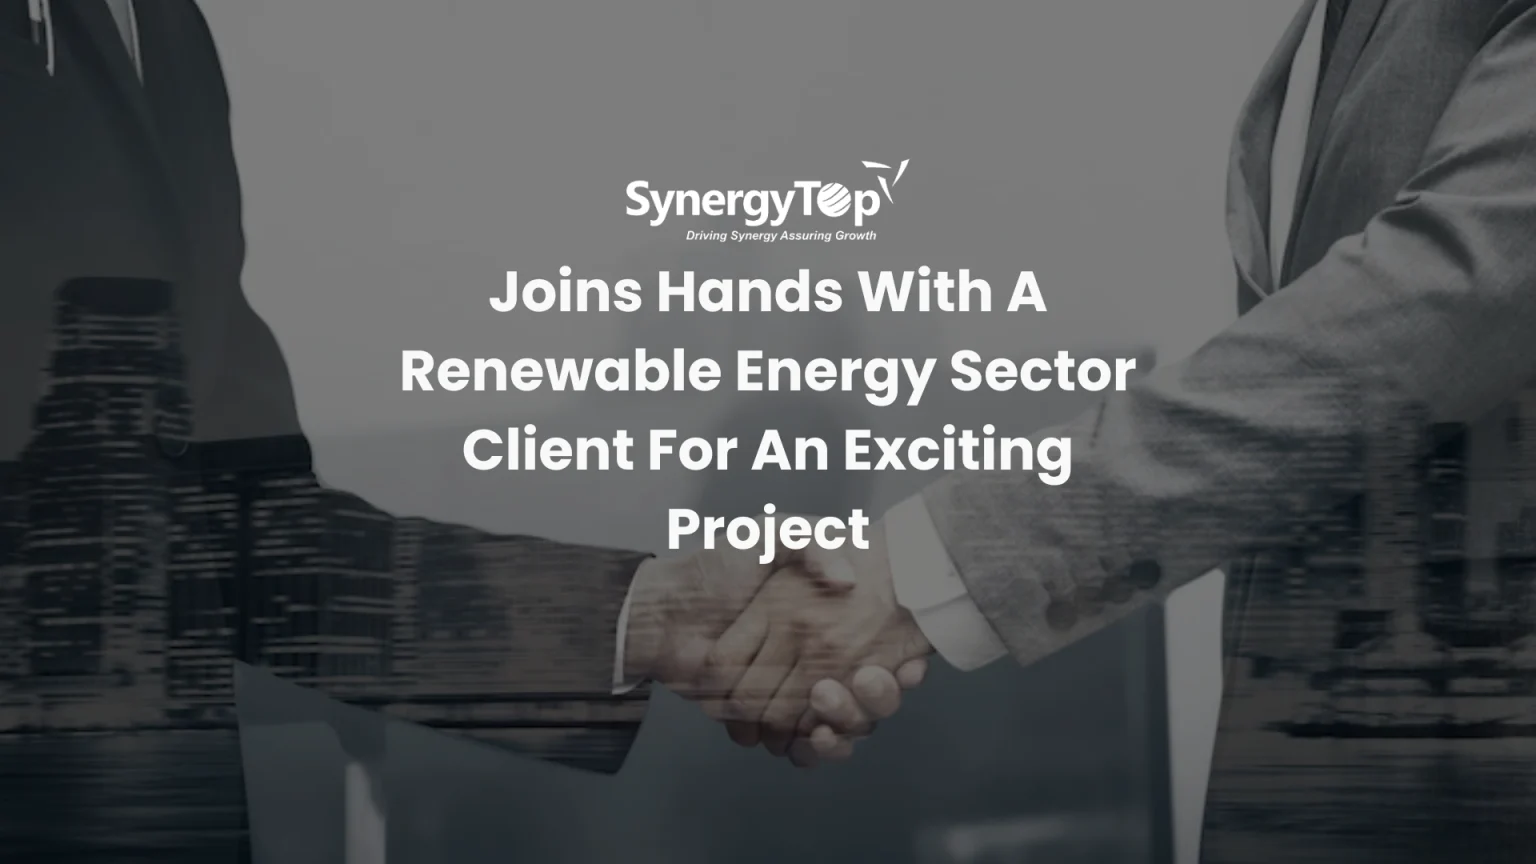 SynergyTop
Driving Synergy Assuring Growth
Joins Hands With A
Renewable Energy Sector
Client For An Exciting
Project